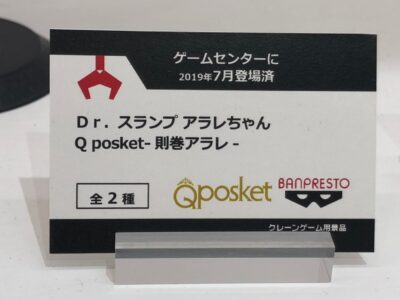 ゲームセンターに
2019年7月登場済
Dr. スランプ アラレちゃん
Q posket-則巻アラレ-
全2種
Qposket
BANPRESTO
クレーンゲーム用景品